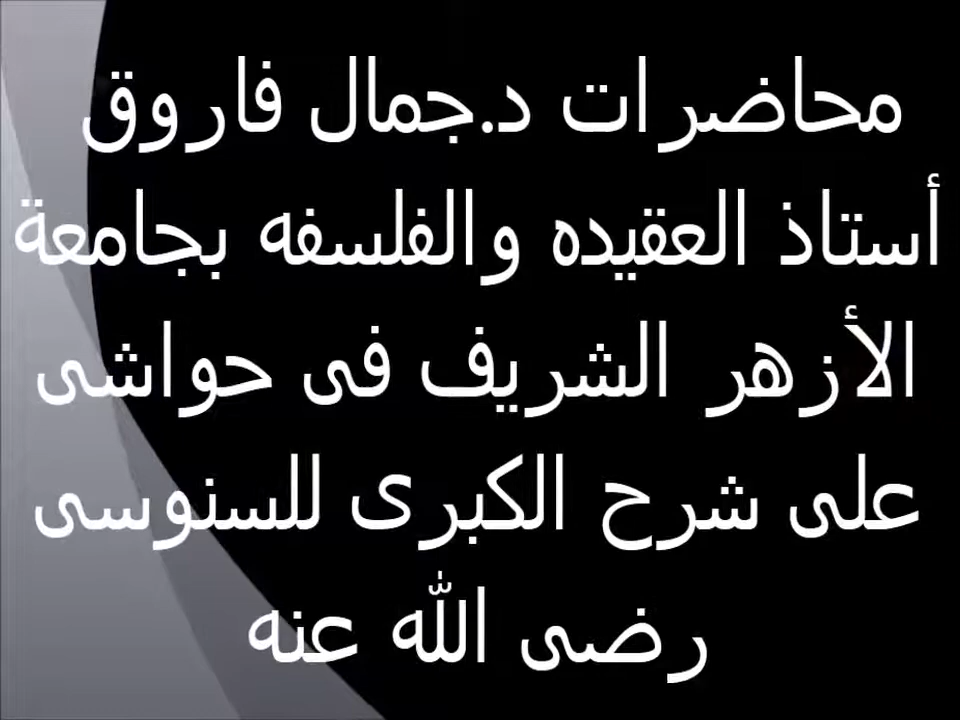 محاضرات د.جمال فاروق
أستاذ العقيده والفلسفه بجامعة
الأزهر الشريف فى حواشى
على شرح الكبرى للسنوسى
رضى الله عنه